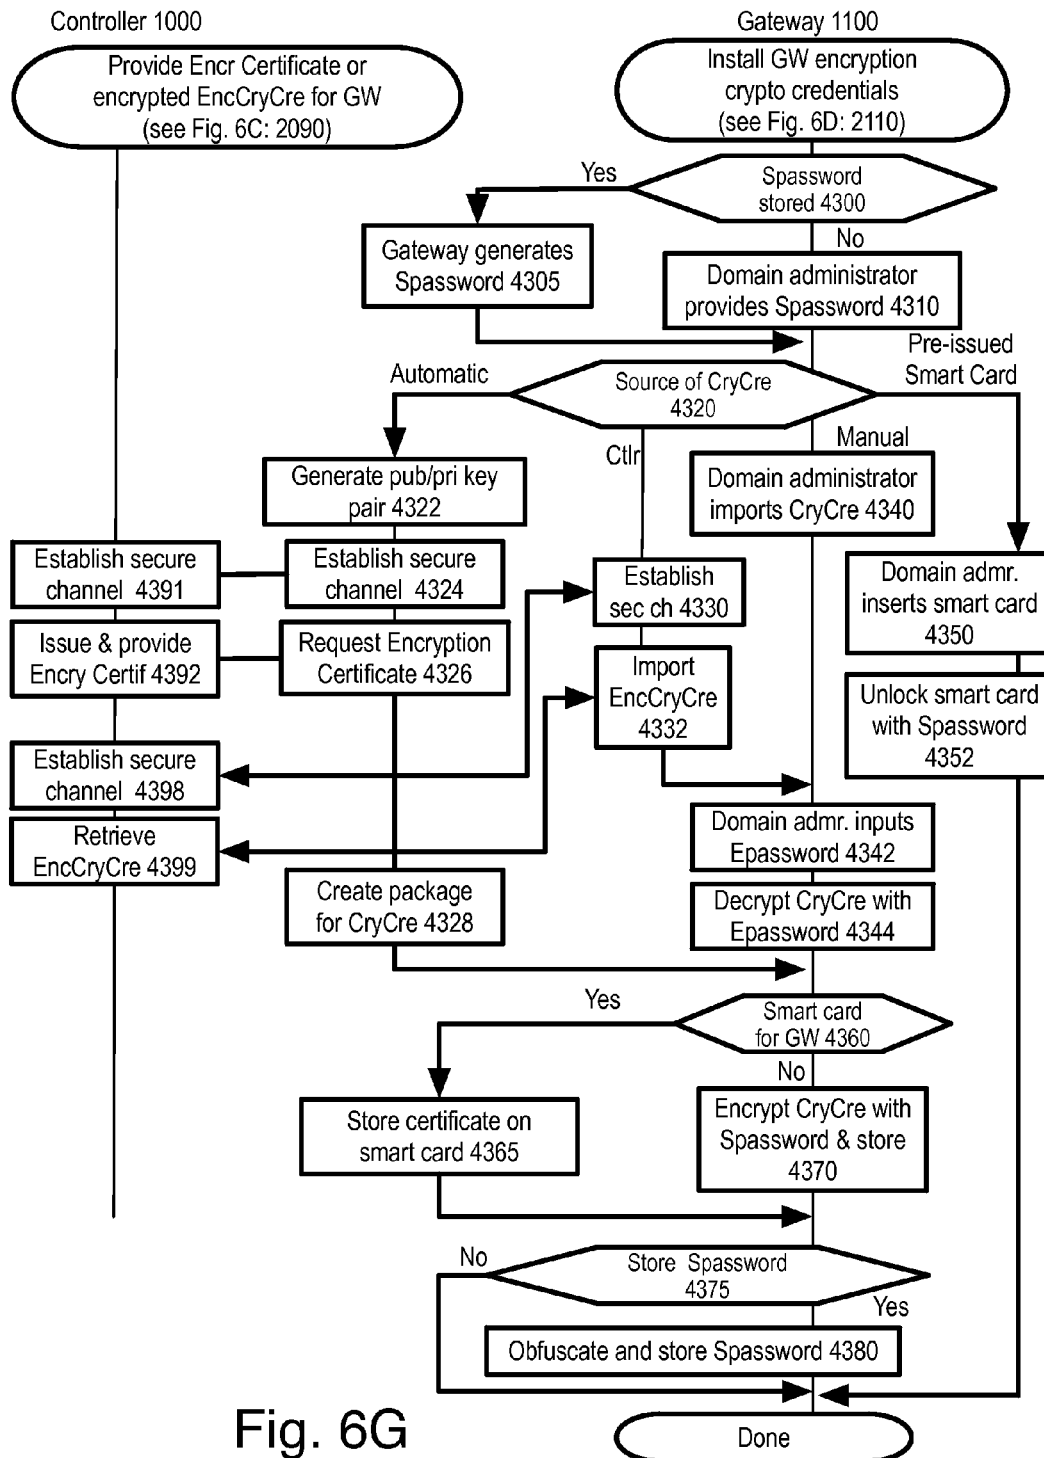 Controller 1000
Gateway 1100
Provide Encr Certificate or
encrypted EncCryCre for GW
(see Fig. 6C: 2090)
Install GW encryption
crypto credentials
(see Fig. 6D: 2110)
Yes
Spassword
stored 4300
No
Gateway generates
Spassword 4305
Domain administrator
provides Spassword 4310
Pre-issued
Smart Card
Automatic
Source of CryCre
4320
Ctlr
Manual
Generate pub/pri key
pair 4322
Domain administrator
imports CryCre 4340
Establish secure
channel 4391
Establish secure
channel 4324
Establish
sec ch 4330
Domain admr.
inserts smart card
4350
Issue & provide
Encry Certif 4392
Request Encryption
Certificate 4326
Import
EncCryCre
4332
Unlock smart card
with Spassword
4352
Establish secure
channel 4398
Retrieve
EncCryCre 4399
Domain admr. inputs
Epassword 4342
Create package
for CryCre 4328
Decrypt CryCre with
Epassword 4344
Yes
Smart card
for GW 4360
No
Store certificate on
smart card 4365
Encrypt CryCre with
Spassword & store
4370
No
Store Spassword
4375
Yes
Obfuscate and store Spassword 4380
Fig. 6G
Done